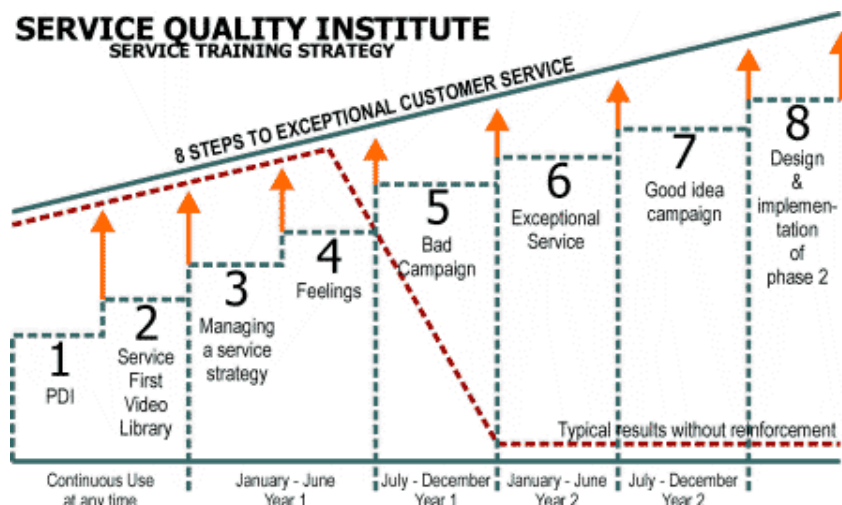 SERVICE QUALITY INSTITUTE
SERVICE TRAINING STRATEGY
8 STEPS TO EXCEPTIONAL CUSTOMER SERVICE
1
PDI
2
Service
First
Video
Library
3
Managing
a service
strategy
4
Feelings
5
Bad
Campaign
6
Exceptional
Service
7
Good idea
campaign
8
Design
&
implemen-
tation
of
phase 2
Typical results without reinforcement
Continuous Use
at any time
January - June
Year 1
July - December
Year 1
January - June
Year 2
July - December
Year 2